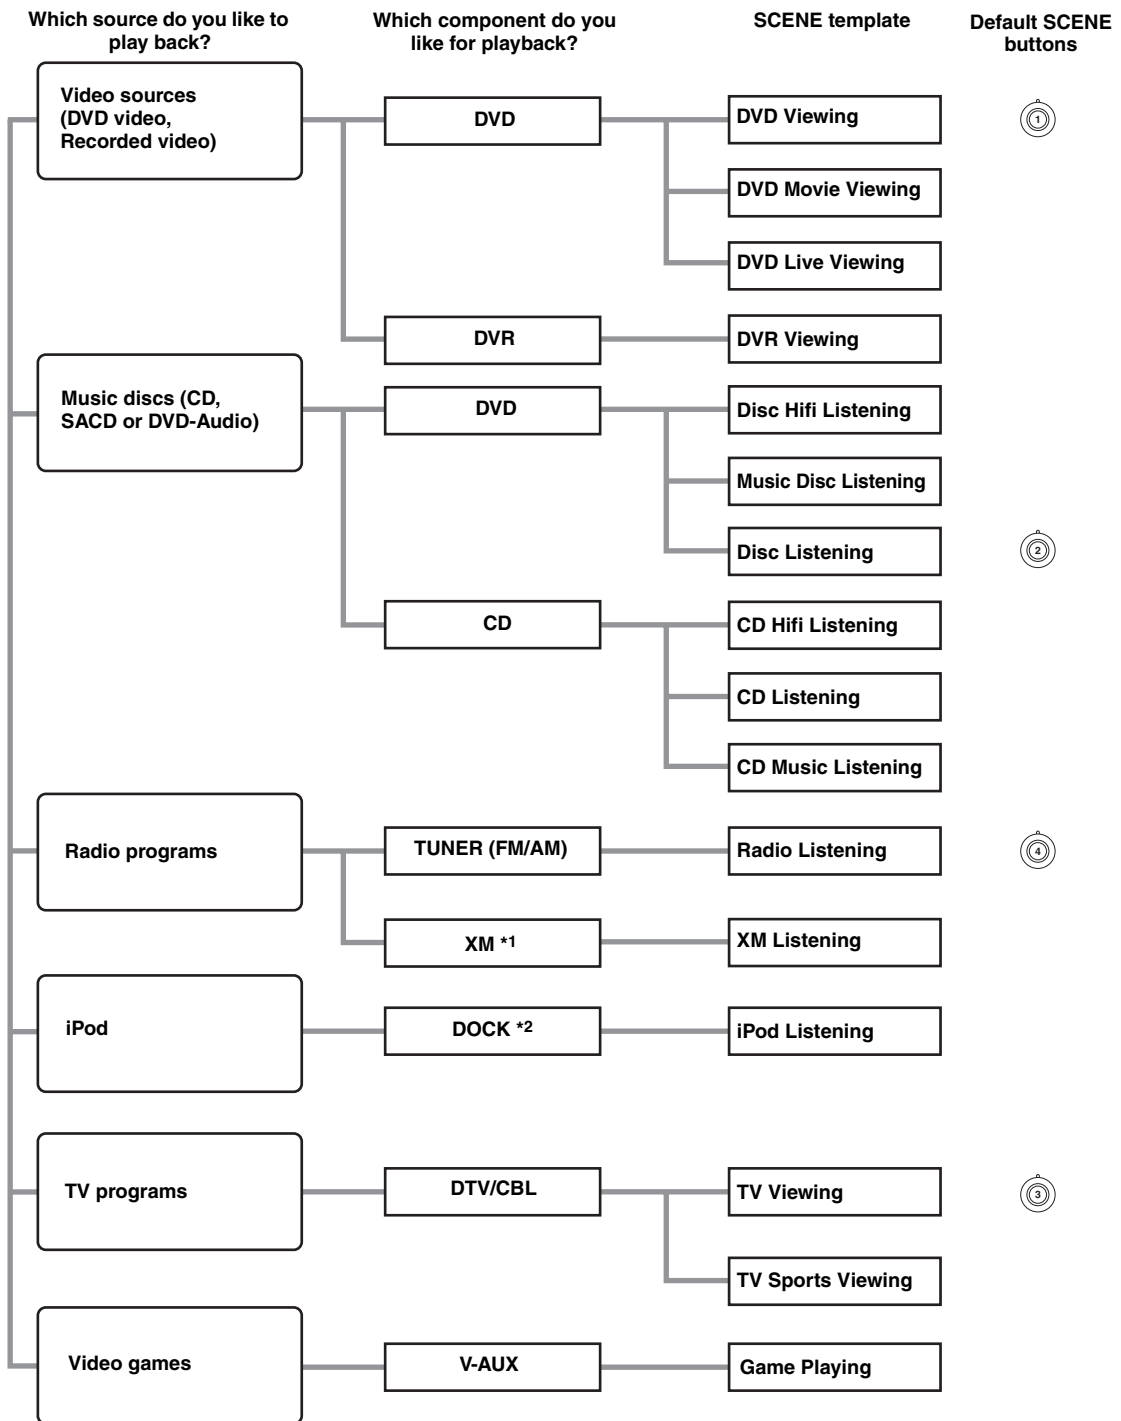 Which source do you like to
play back?
Which component do you
like for playback?
SCENE template
Default SCENE
buttons
Video sources
(DVD video,
Recorded video)
DVD
DVD Viewing
1
DVD Movie Viewing
DVD Live Viewing
DVR
DVR Viewing
Music discs (CD,
SACD or DVD-Audio)
DVD
Disc Hifi Listening
Music Disc Listening
Disc Listening
2
CD
CD Hifi Listening
CD Listening
CD Music Listening
Radio programs
TUNER (FM/AM)
Radio Listening
4
XM *1
XM Listening
iPod
DOCK *2
iPod Listening
TV programs
DTV/CBL
TV Viewing
3
TV Sports Viewing
Video games
V-AUX
Game Playing